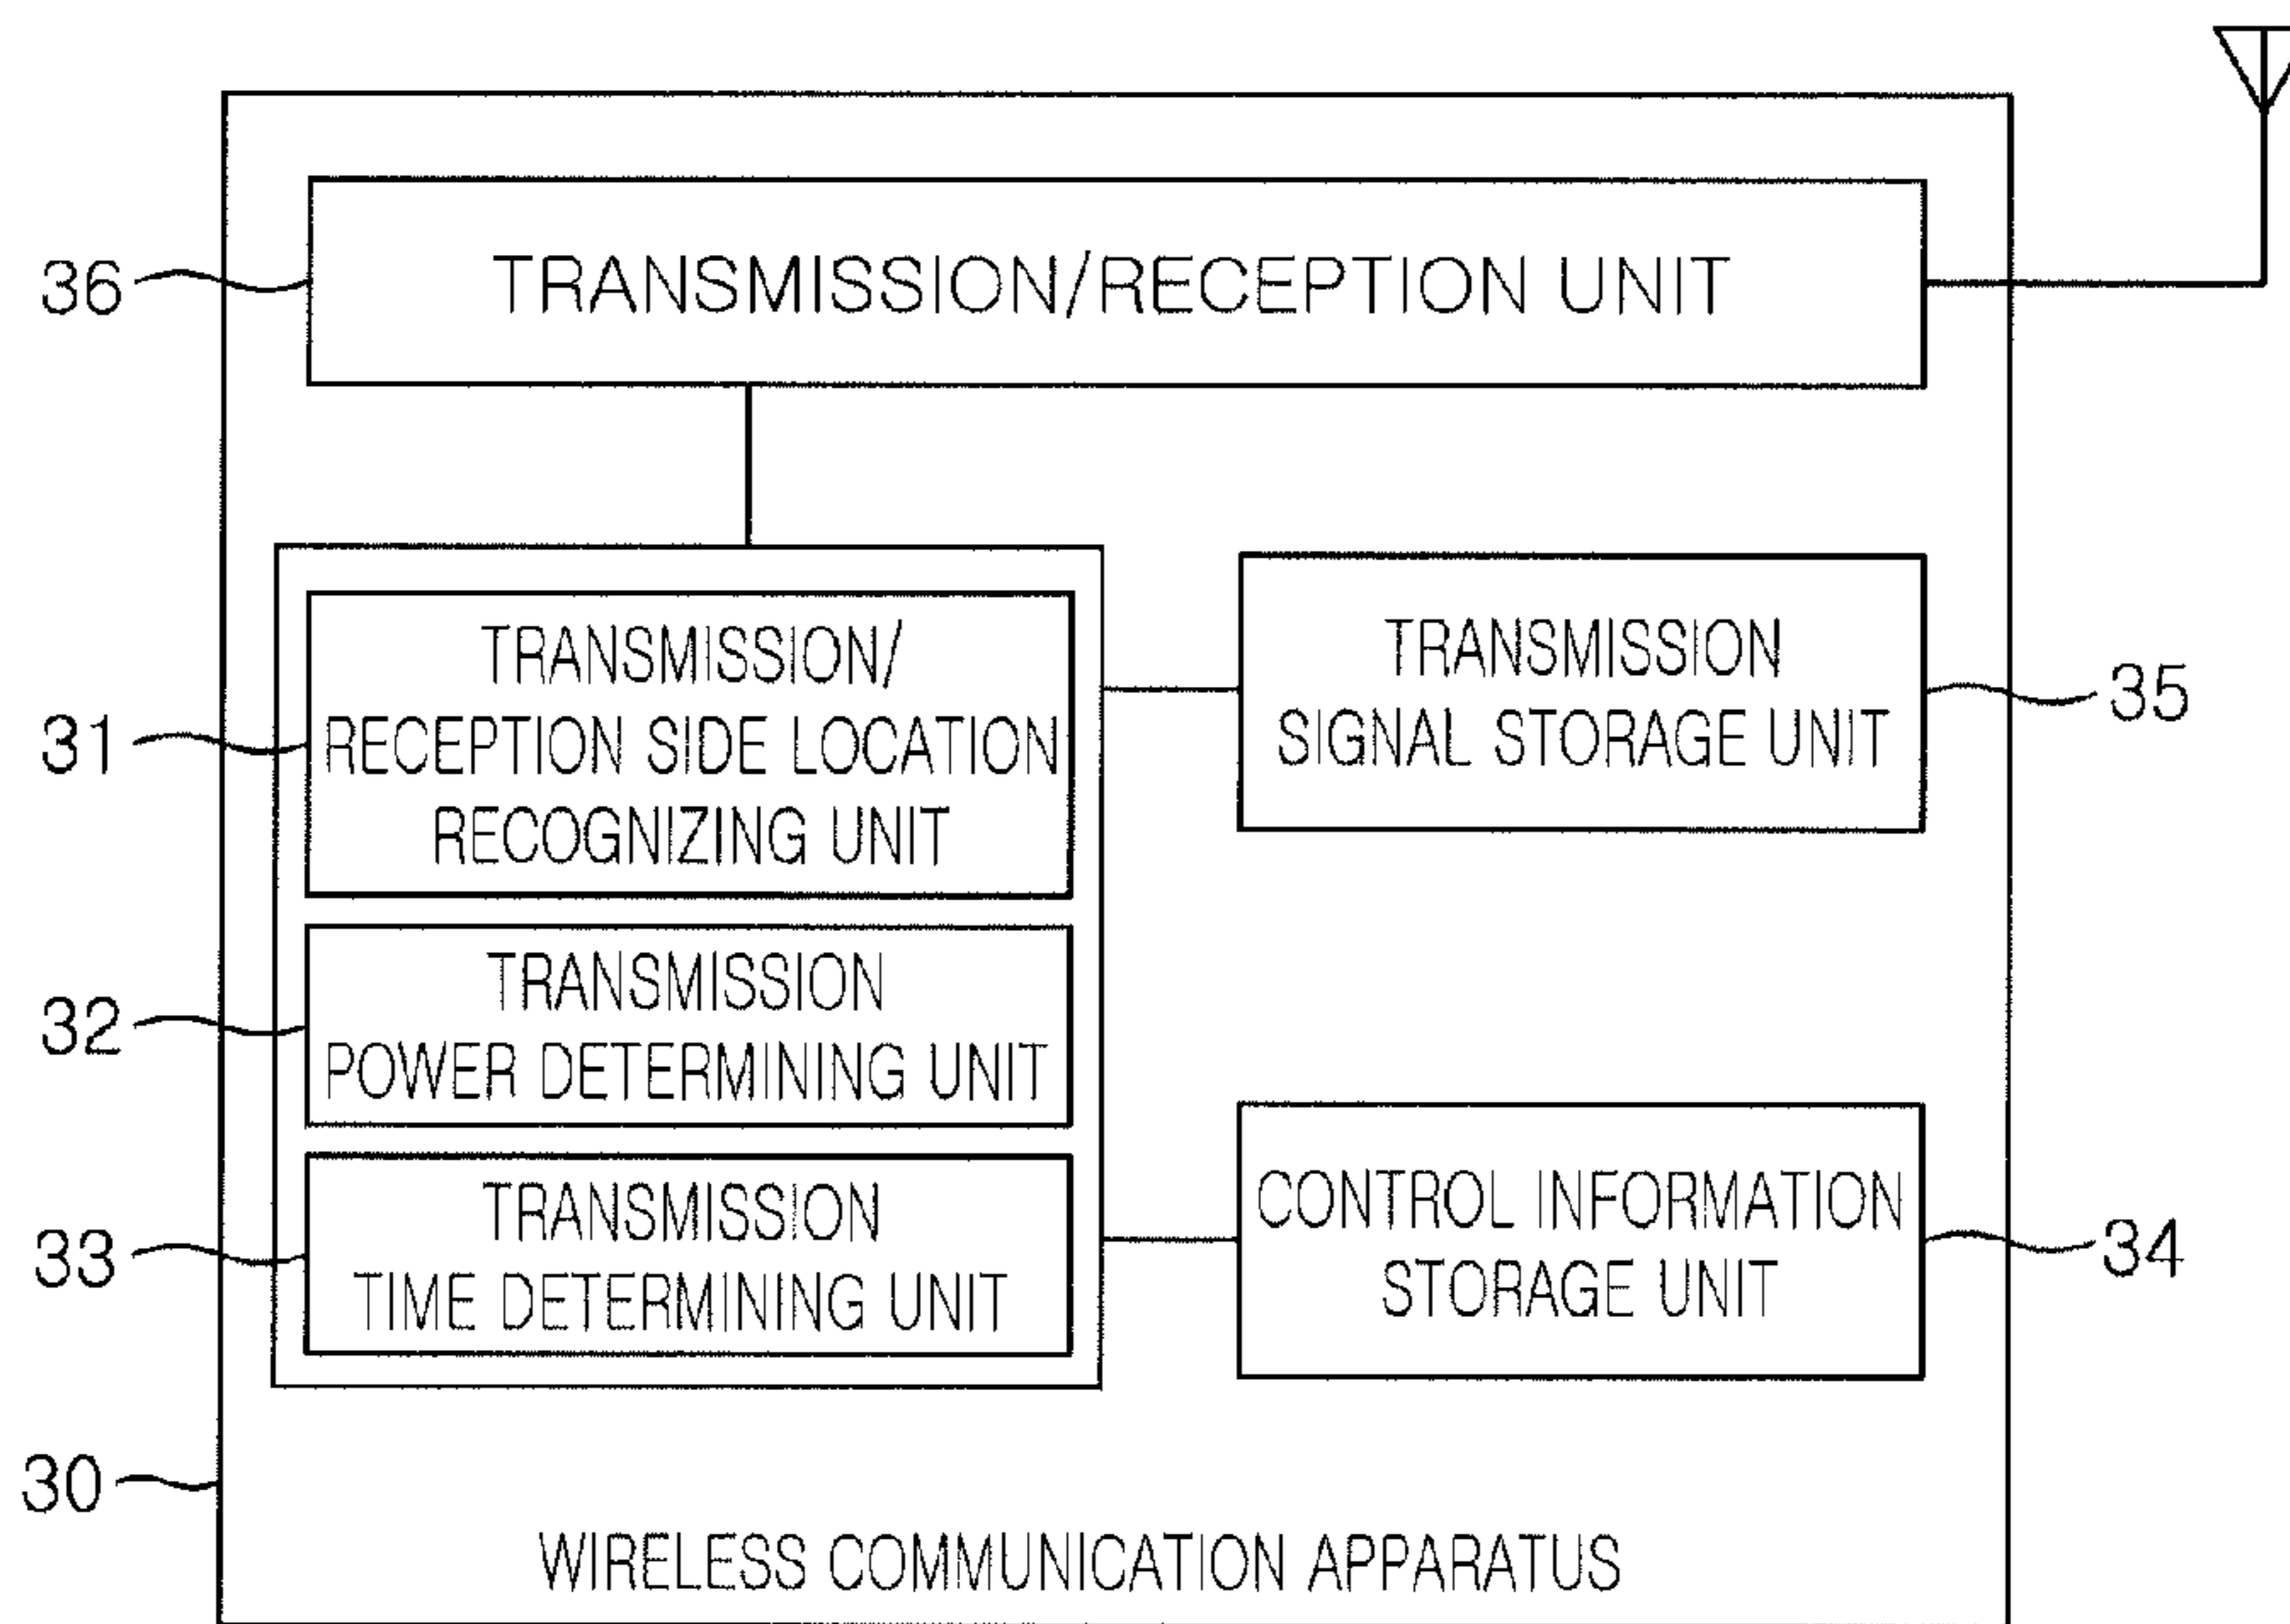 36
TRANSMISSION/RECEPTION UNIT
31
TRANSMISSION/
RECEPTION SIDE LOCATION
RECOGNIZING UNIT
TRANSMISSION
SIGNAL STORAGE UNIT
35
32
TRANSMISSION
POWER DETERMINING UNIT
33
TRANSMISSION
TIME DETERMINING UNIT
CONTROL INFORMATION
STORAGE UNIT
34
30
WIRELESS COMMUNICATION APPARATUS